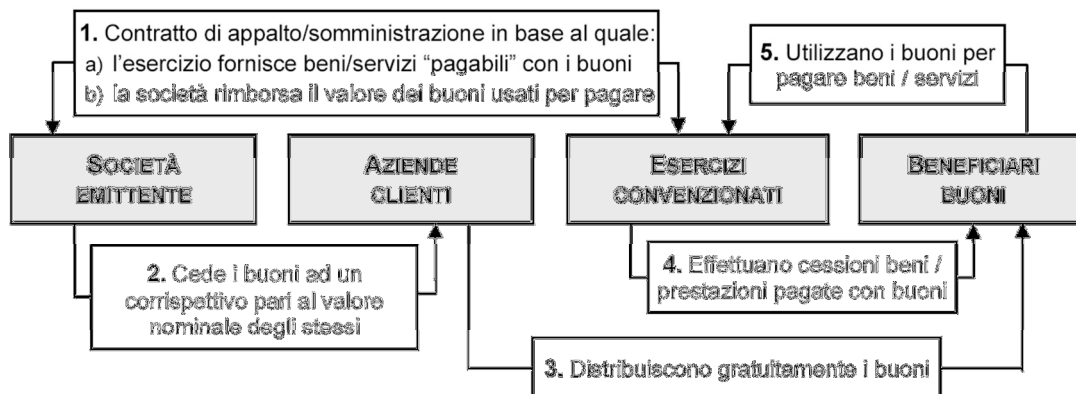 1. Contratto di appalto/somministrazione in base al quale:
a) l'esercizio fornisce beni/servizi “pagabili” con i buoni
b) la società rimborsa il valore dei buoni usati per pagare
5. Utilizzano i buoni per
pagare beni / servizi
SOCIETÀ
EMITTENTE
AZIENDE
CLIENTI
ESERCIZI
CONVENZIONATI
BENEFICIARI
BUONI
2. Cede i buoni ad un
corrispettivo pari al valore
nominale degli stessi
4. Effettuano cessioni beni /
prestazioni pagate con buoni
3. Distribuiscono gratuitamente i buoni